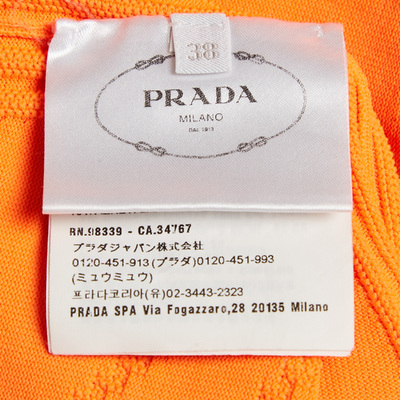 38
PRADA
MILANO
DAL 1913
RN.98339 - CA.34767
プラダジャパン株式会社
0120-451-913(プラダ)0120-451-993
(ミュウミュウ)
프라다코리아(유)02-3443-2323
PRADA SPA Via Fogazzaro,28 20135 Milano